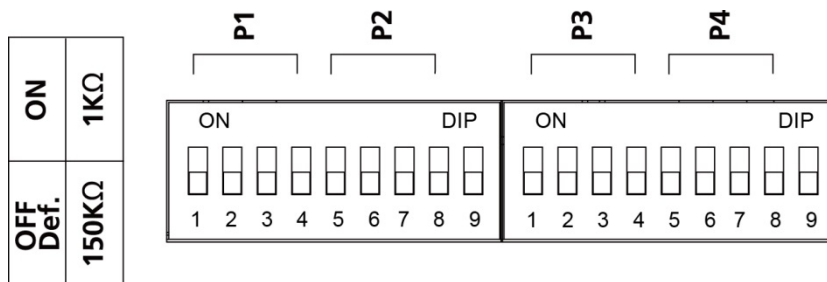 P1 P2 P3 P4
ON 1KΩ
OFF Def. 150KΩ
ON DIP ON DIP
1 2 3 4 5 6 7 8 9 1 2 3 4 5 6 7 8 9